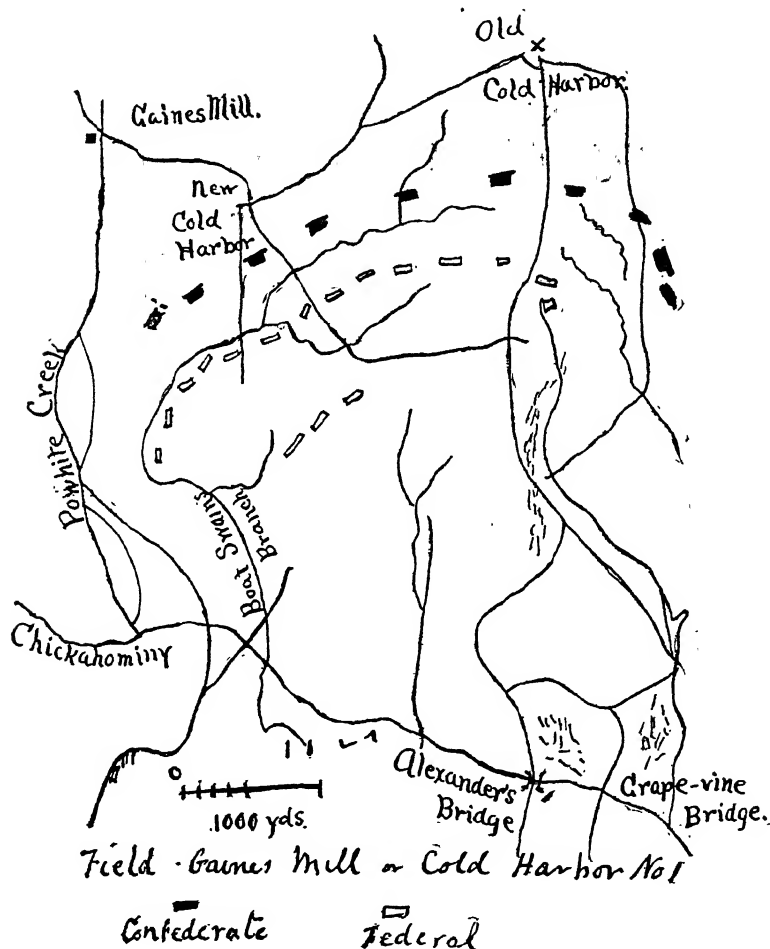 Old
Cold Harbor.
Gaines Mill.
New
Cold
Harbor
Powhite Creek
Boat Swain's
Branch
Chickahominy
Alexander's
Bridge
Grape-vine
Bridge.
0
1000 yds.
Field - Gaines Mill or Cold Harbor No 1
Confederate
Federal